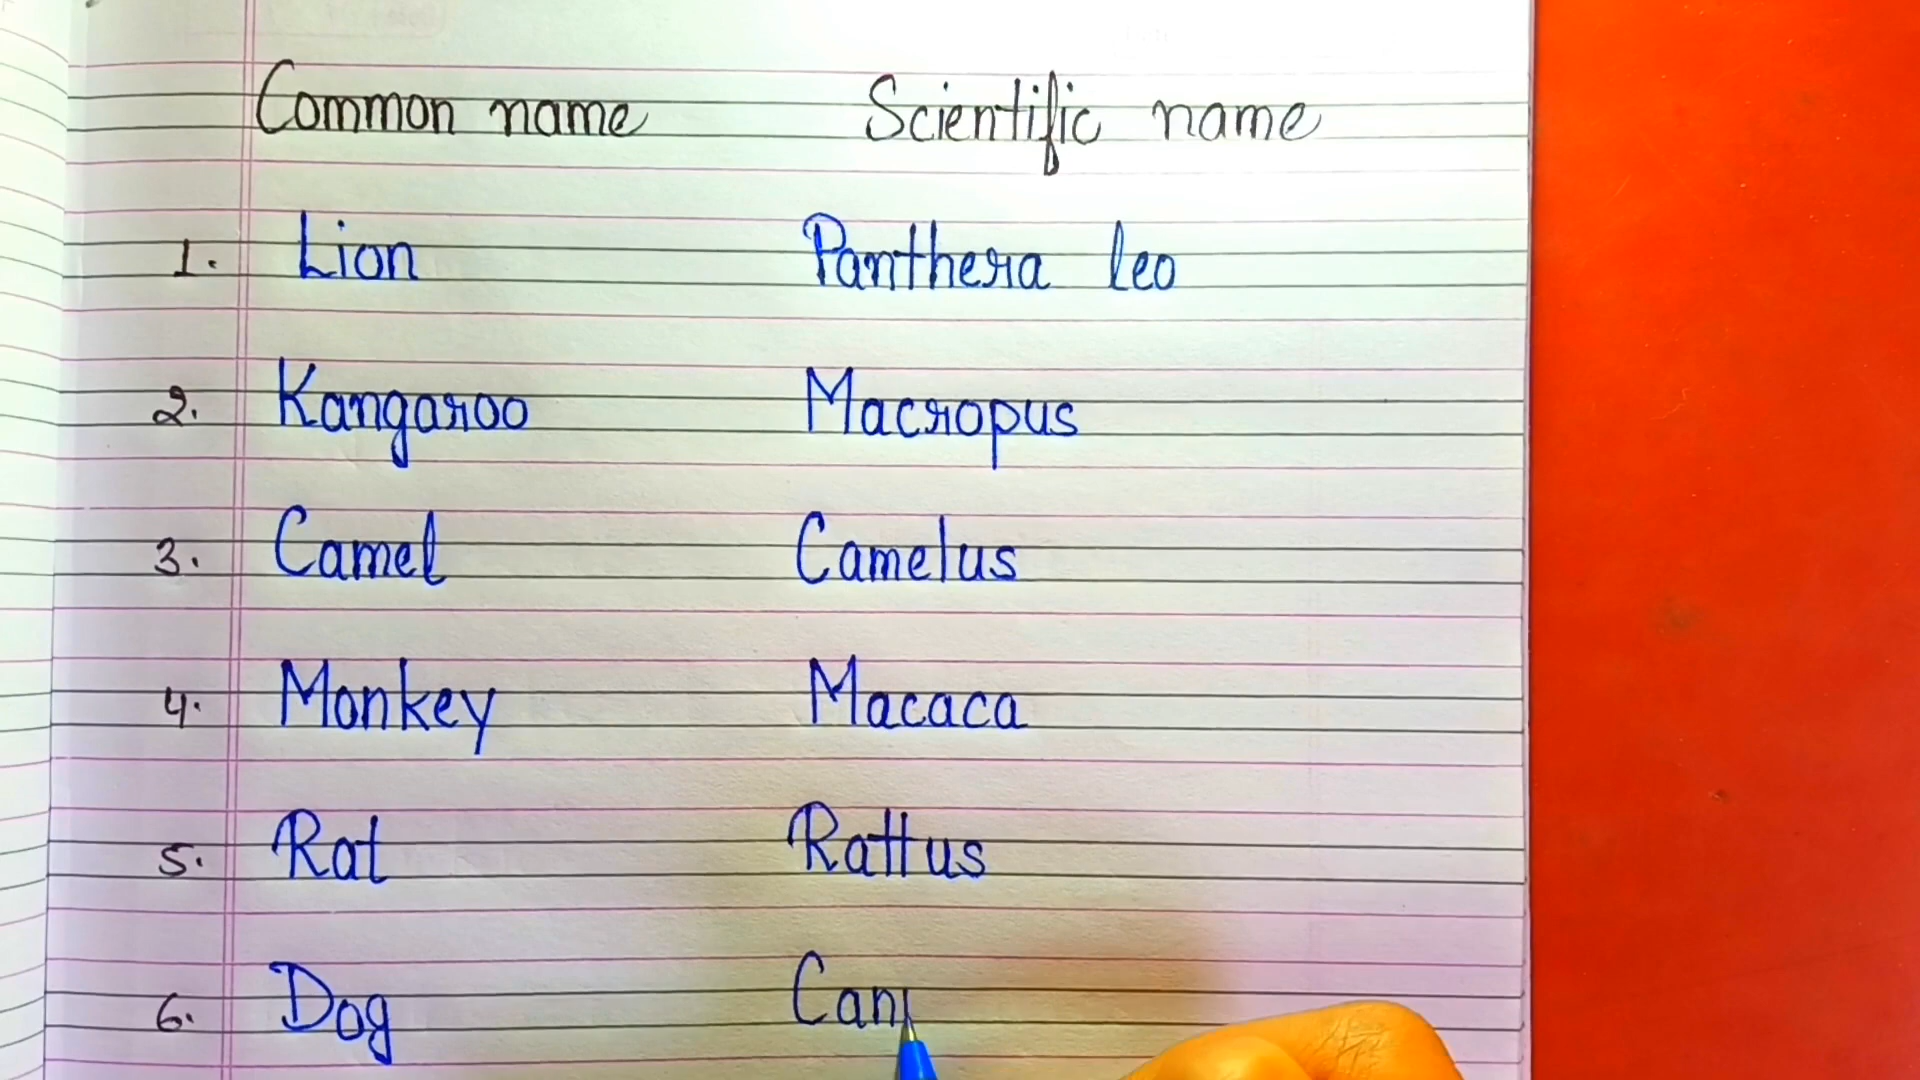 Common name Scientific name
1. Lion Panthera leo
2. Kangaroo Macropus
3. Camel Camelus
4. Monkey Macaca
5. Rat Rattus
6. Dog Can